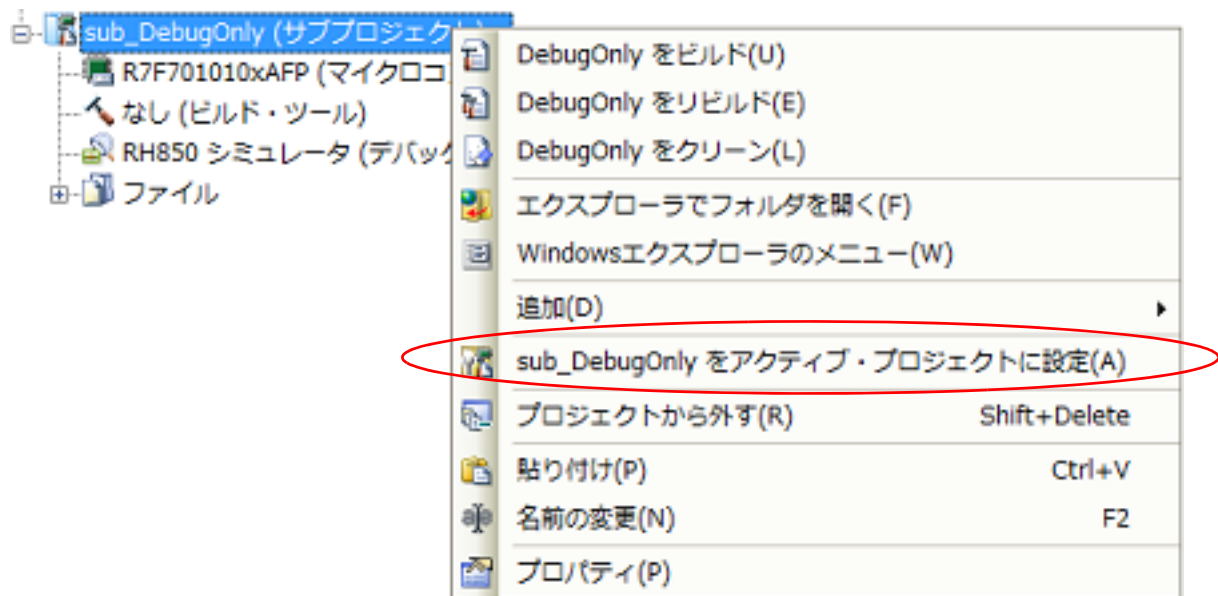 sub_DebugOnly (サブプロジェク
R7F701010xAFP (マイクロコ
なし (ビルド・ツール)
RH850 シミュレータ (デバッグ
ファイル
DebugOnly をビルド(U)
DebugOnly をリビルド(E)
DebugOnly をクリーン(L)
エクスプローラでフォルダを開く(F)
Windowsエクスプローラのメニュー(W)
追加(D)
sub_DebugOnly をアクティブ・プロジェクトに設定(A)
プロジェクトから外す(R) Shift+Delete
貼り付け(P) Ctrl+V
名前の変更(N) F2
プロパティ(P)